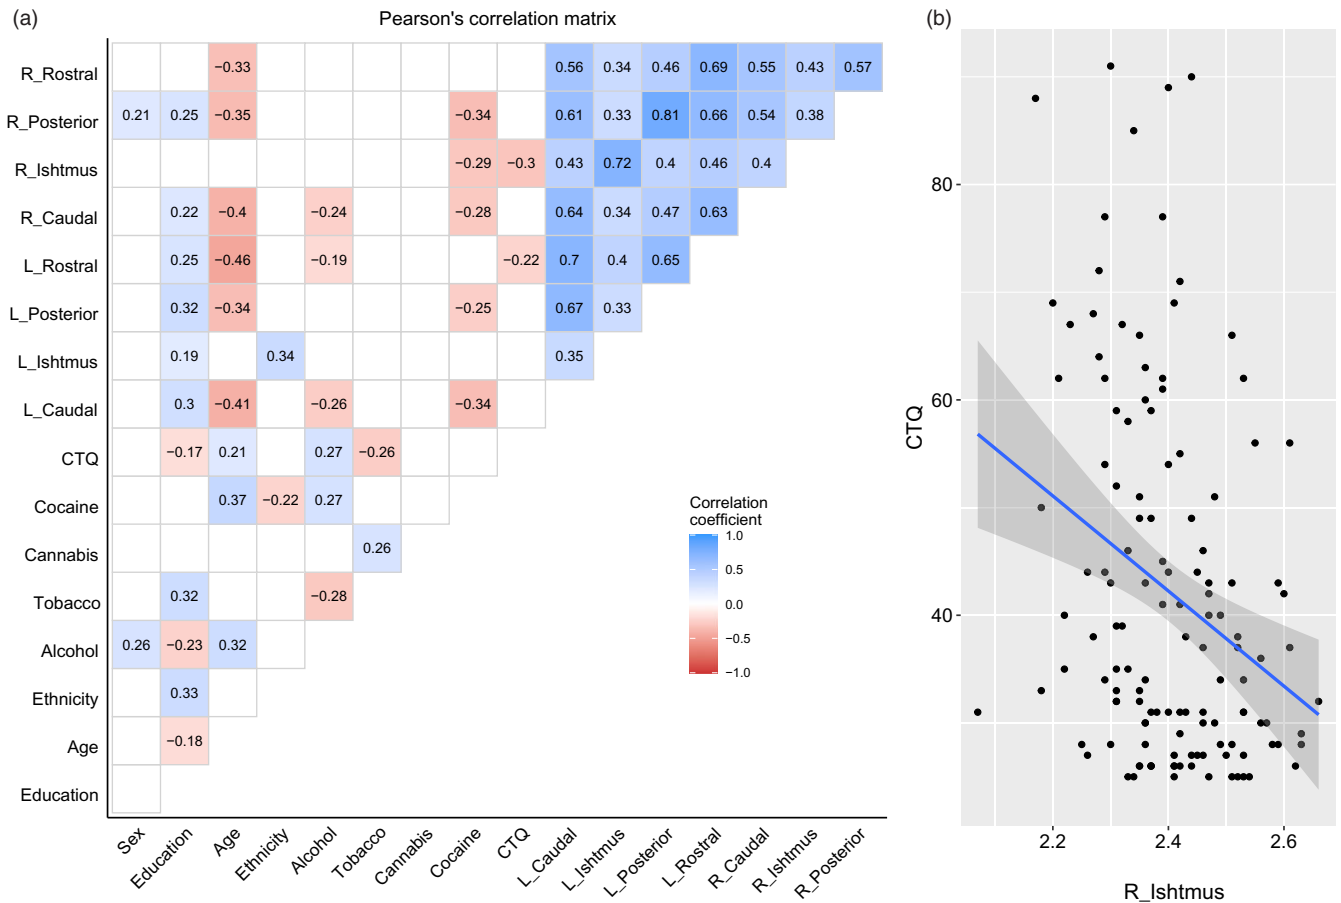 (a)
Pearson's correlation matrix
R_Rostral −0.33 0.56 0.34 0.46 0.69 0.55 0.43 0.57
R_Posterior 0.21 0.25 −0.35 −0.34 0.61 0.33 0.81 0.66 0.54 0.38
R_Ishtmus −0.29 −0.3 0.43 0.72 0.4 0.46 0.4
R_Caudal 0.22 −0.4 −0.24 −0.28 0.64 0.34 0.47 0.63
L_Rostral 0.25 −0.46 −0.19 −0.22 0.7 0.4 0.65
L_Posterior 0.32 −0.34 −0.25 0.67 0.33
L_Ishtmus 0.19 0.34 0.35
L_Caudal 0.3 −0.41 −0.26 −0.34
CTQ −0.17 0.21 0.27 −0.26
Cocaine 0.37 −0.22 0.27
Cannabis 0.26
Tobacco 0.32 −0.28
Alcohol 0.26 −0.23 0.32
Ethnicity 0.33
Age −0.18
Education
Sex Education Age Ethnicity Alcohol Tobacco Cannabis Cocaine CTQ L_Caudal L_Ishtmus L_Posterior L_Rostral R_Caudal R_Ishtmus R_Posterior
Correlation
coefficient
1.0
0.5
0.0
−0.5
−1.0
(b)
CTQ
80
60
40
2.2 2.4 2.6
R_Ishtmus